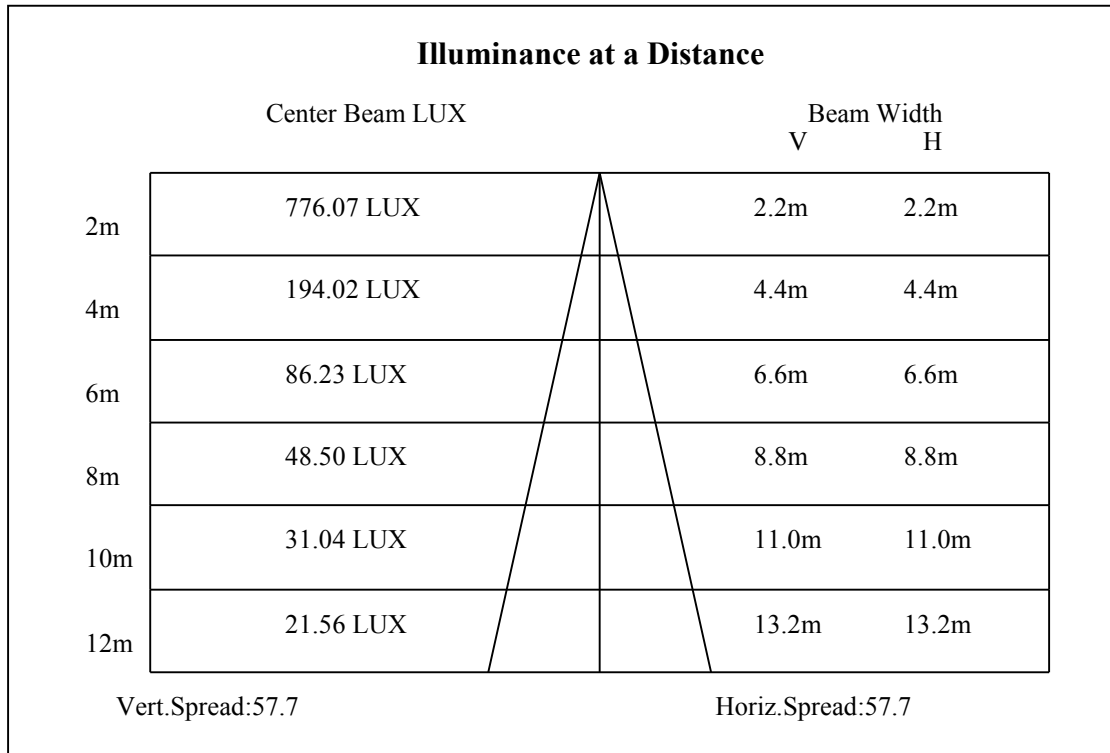 Illuminance at a Distance
Center Beam LUX Beam Width
V H
776.07 LUX 2.2m 2.2m
2m
194.02 LUX 4.4m 4.4m
4m
86.23 LUX 6.6m 6.6m
6m
48.50 LUX 8.8m 8.8m
8m
31.04 LUX 11.0m 11.0m
10m
21.56 LUX 13.2m 13.2m
12m
Vert.Spread:57.7 Horiz.Spread:57.7